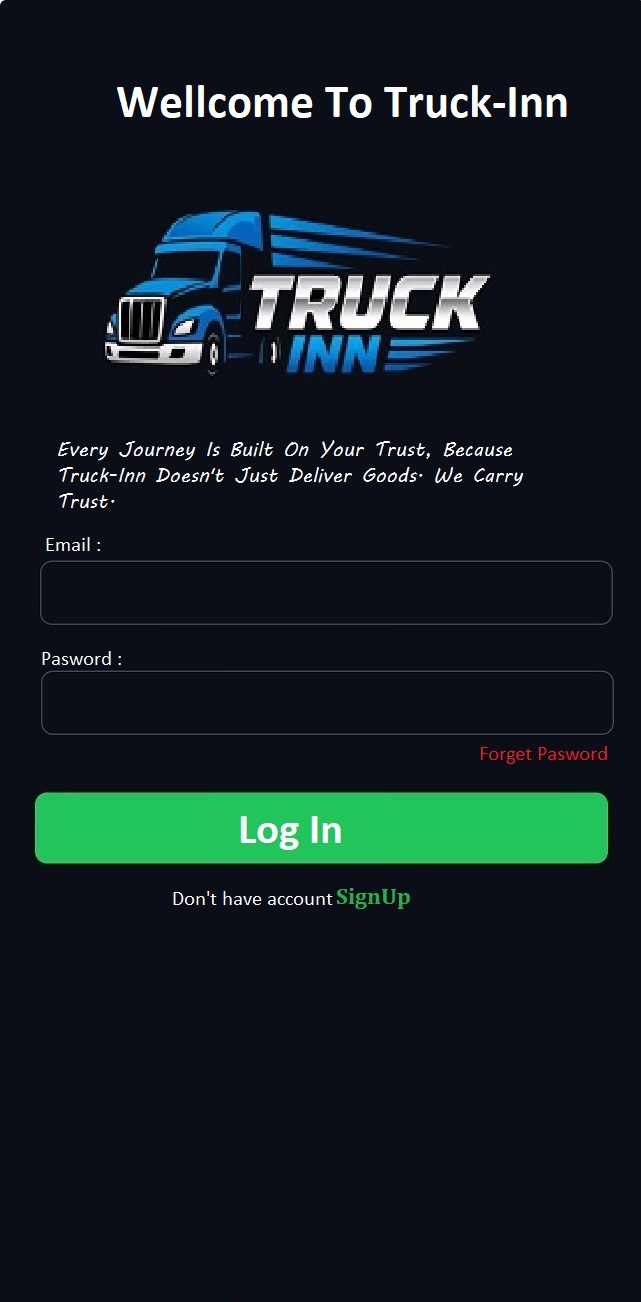 Wellcome To Truck-Inn
TRUCK
INN
Every Journey Is Built On Your Trust, Because
Truck-Inn Doesn't Just Deliver Goods. We Carry
Trust.
Email :
Pasword :
Forget Pasword
Log In
Don't have account SignUp